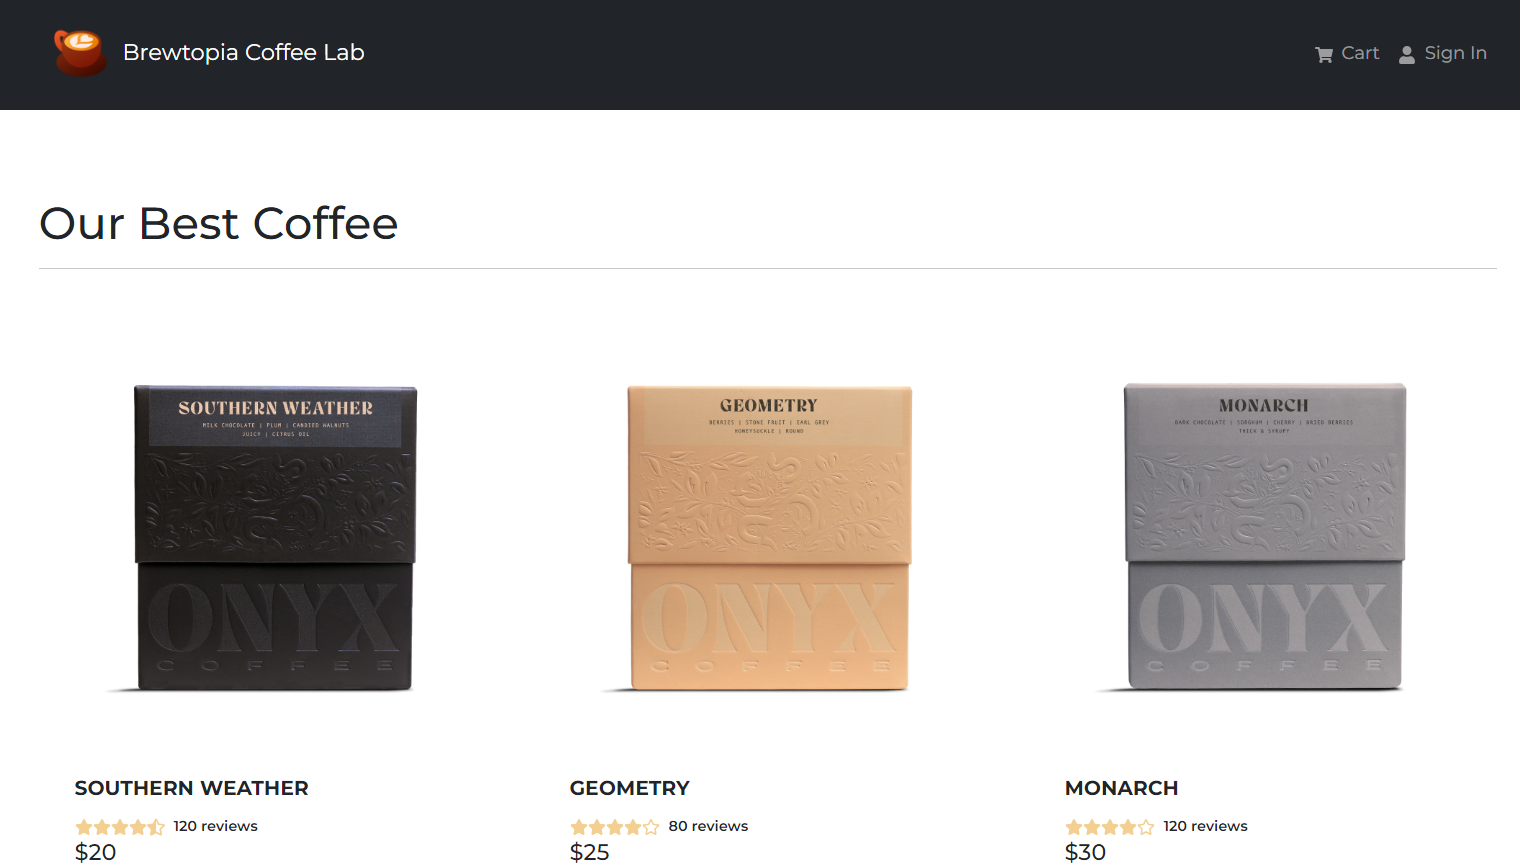 Brewtopia Coffee Lab
Cart
Sign In
Our Best Coffee
SOUTHERN WEATHER
MILK CHOCOLATE | PLUM | CANDIED WALNUTS
JUICY | CITRUS OIL
ONYX
COFFEE
GEOMETRY
BERRIES | STONE FRUIT | EARL GREY
HONEYSUCKLE | ROUND
ONYX
COFFEE
MONARCH
DARK CHOCOLATE | SORGHUM | CHERRY | DRIED BERRIES
THICK & SYRUPY
ONYX
COFFEE
SOUTHERN WEATHER
120 reviews
$20
GEOMETRY
80 reviews
$25
MONARCH
120 reviews
$30